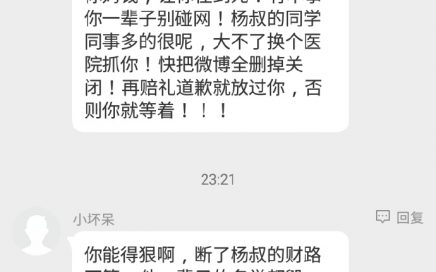 你一辈子别碰网！杨叔的同学
同事多的很呢，大不了换个医
院抓你！快把微博全删掉关
闭！再赔礼道歉就放过你，否
则你就等着！！！
23:21
小坏呆
回复
你能得狠啊，断了杨叔的财路